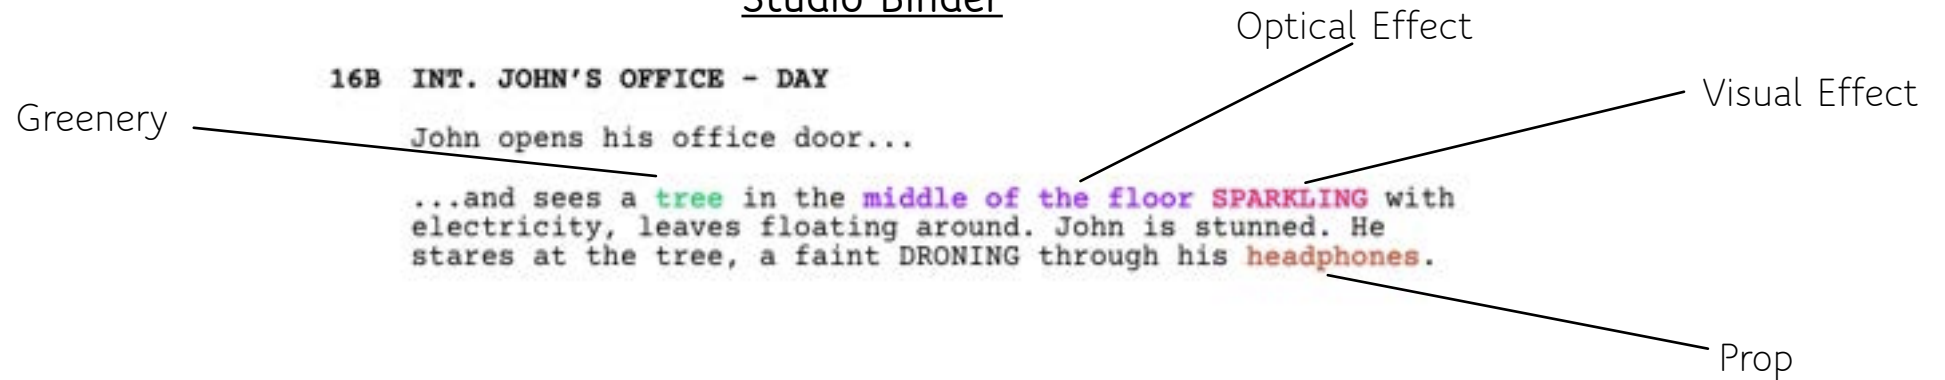 Studio Binder
Optical Effect
16B INT. JOHN'S OFFICE - DAY
Visual Effect
Greenery
John opens his office door...
...and sees a tree in the middle of the floor SPARKLING with
electricity, leaves floating around. John is stunned. He
stares at the tree, a faint DRONING through his headphones.
Prop